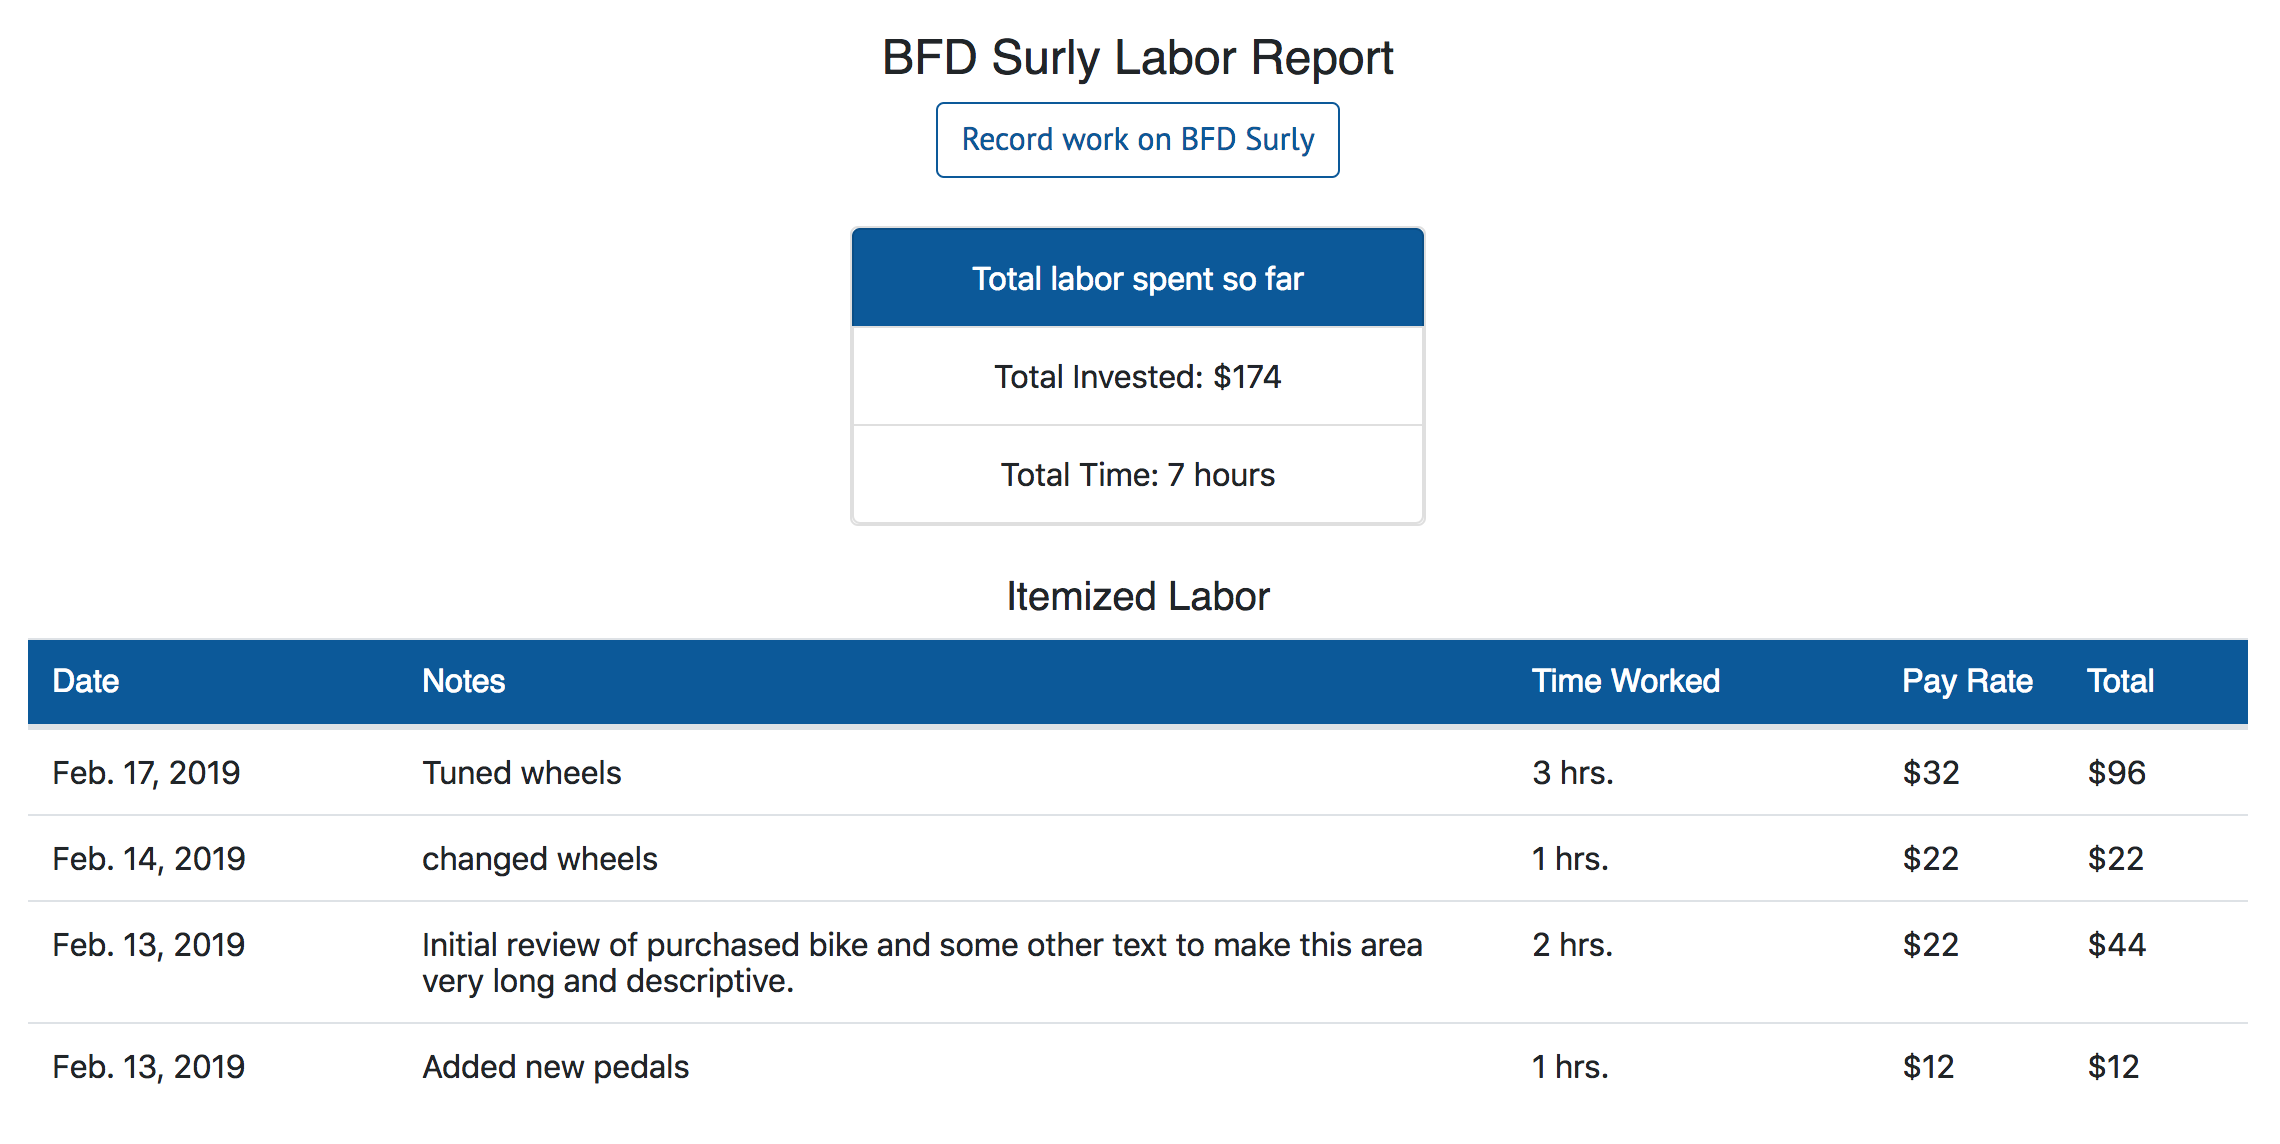 BFD Surly Labor Report
Record work on BFD Surly
Total labor spent so far
Total Invested: $174
Total Time: 7 hours
Itemized Labor
Date Notes Time Worked Pay Rate Total
Feb. 17, 2019 Tuned wheels 3 hrs. $32 $96
Feb. 14, 2019 changed wheels 1 hrs. $22 $22
Feb. 13, 2019 Initial review of purchased bike and some other text to make this area 2 hrs. $22 $44
very long and descriptive.
Feb. 13, 2019 Added new pedals 1 hrs. $12 $12